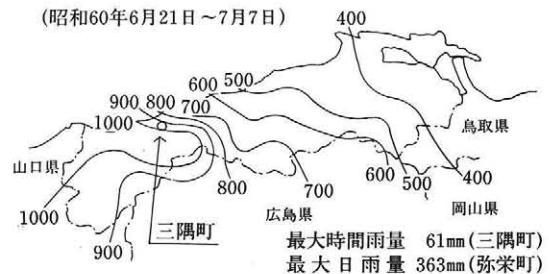 (昭和60年6月21日～7月7日)
400
600
500
900
800
700
1000
鳥取県
山口県
800
700
600
500
400
1000
広島県
岡山県
900
三隅町
最大時間雨量 61mm(三隅町)
最大日雨量 363mm(弥栄町)